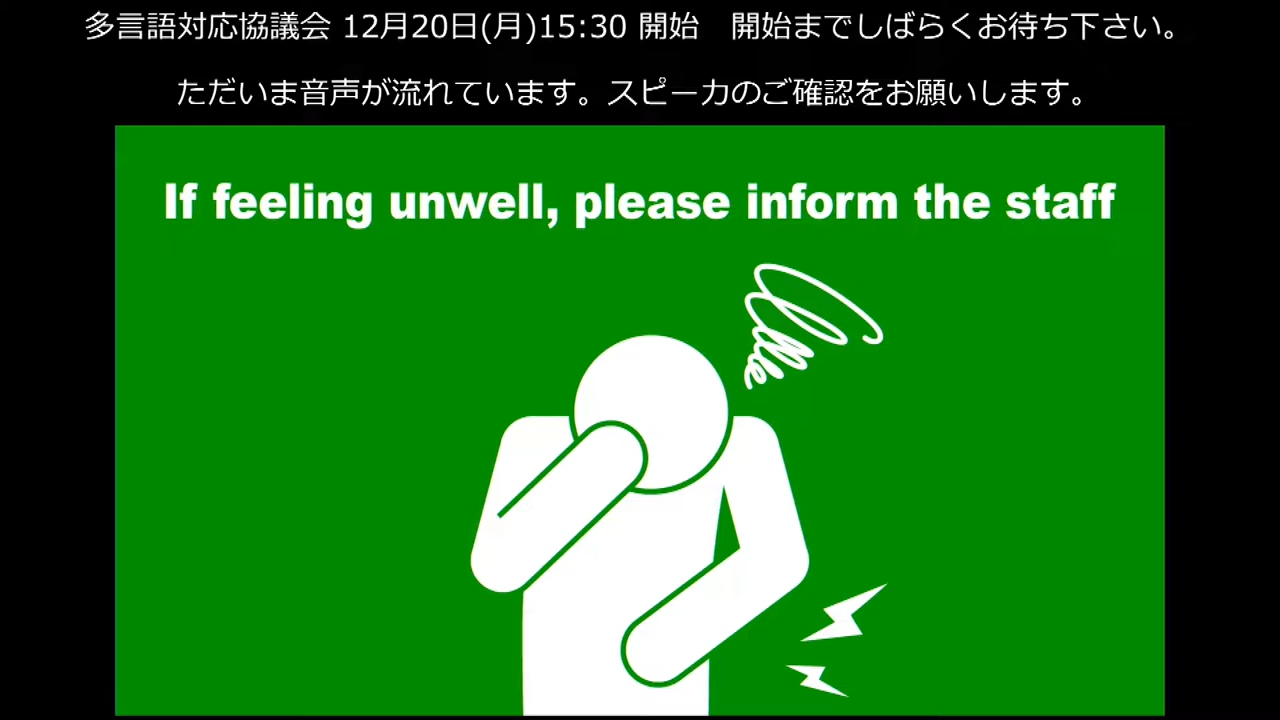 多言語対応協議会 12月20日(月)15:30 開始　開始までしばらくお待ち下さい。
ただいま音声が流れています。スピーカのご確認をお願いします。
If feeling unwell, please inform the staff